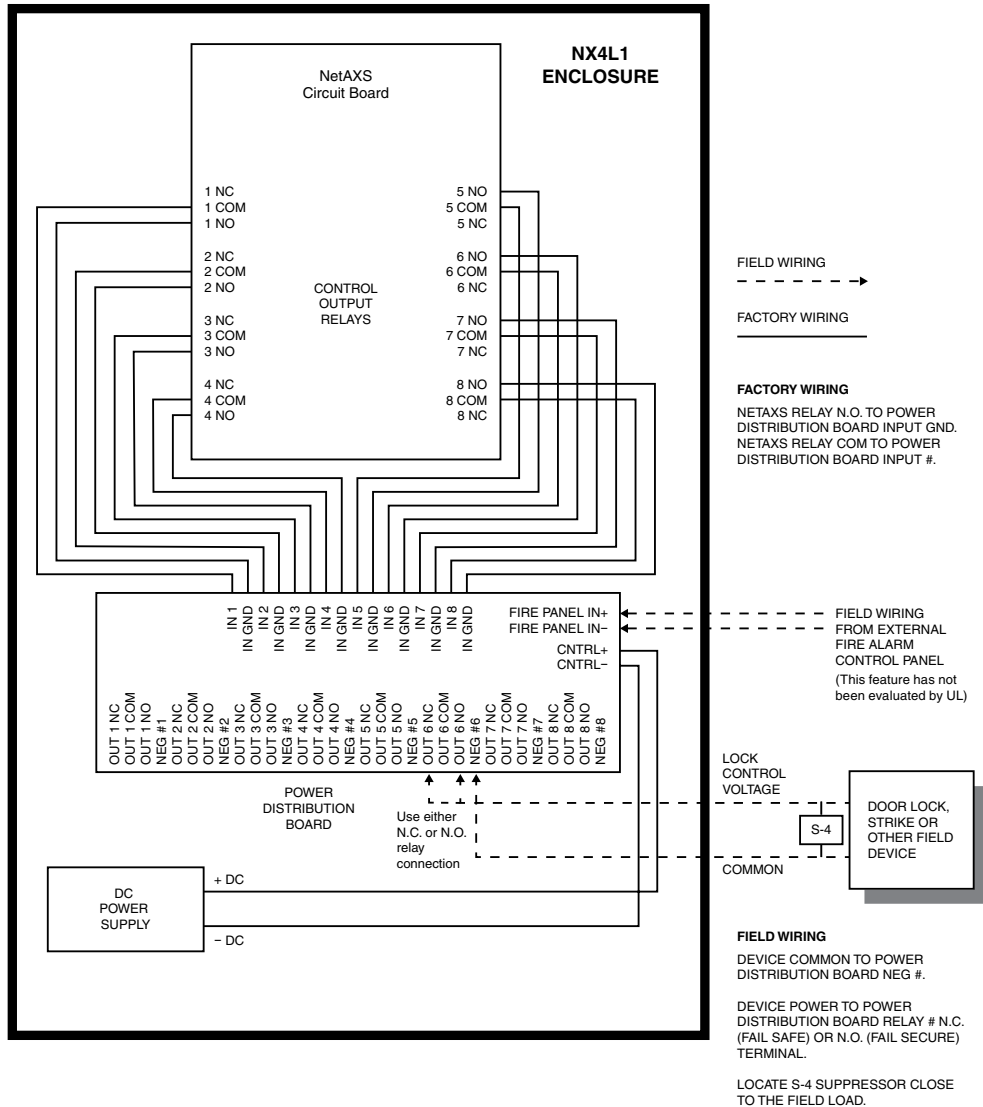 NX4L1
ENCLOSURE
NetAXS
Circuit Board
1 NC
1 COM
1 NO
2 NC
2 COM
2 NO
3 NC
3 COM
3 NO
4 NC
4 COM
4 NO
CONTROL
OUTPUT
RELAYS
5 NO
5 COM
5 NC
6 NO
6 COM
6 NC
7 NO
7 COM
7 NC
8 NO
8 COM
8 NC
FIELD WIRING
FACTORY WIRING
FACTORY WIRING
NETAXS RELAY N.O. TO POWER
DISTRIBUTION BOARD INPUT GND.
NETAXS RELAY COM TO POWER
DISTRIBUTION BOARD INPUT #.
IN 1
IN GND
IN 2
IN GND
IN 3
IN GND
IN 4
IN GND
IN 5
IN GND
IN 6
IN GND
IN 7
IN GND
IN 8
IN GND
FIRE PANEL IN+
FIRE PANEL IN−
CNTRL+
CNTRL−
FIELD WIRING
FROM EXTERNAL
FIRE ALARM
CONTROL PANEL
(This feature has not
been evaluated by UL)
OUT 1 NC
OUT 1 COM
OUT 1 NO
NEG #1
OUT 2 NC
OUT 2 COM
OUT 2 NO
NEG #2
OUT 3 NC
OUT 3 COM
OUT 3 NO
NEG #3
OUT 4 NC
OUT 4 COM
OUT 4 NO
NEG #4
OUT 5 NC
OUT 5 COM
OUT 5 NO
NEG #5
OUT 6 NC
OUT 6 COM
OUT 6 NO
NEG #6
OUT 7 NC
OUT 7 COM
OUT 7 NO
NEG #7
OUT 8 NC
OUT 8 COM
OUT 8 NO
NEG #8
POWER
DISTRIBUTION
BOARD
Use either
N.C. or N.O.
relay
connection
LOCK
CONTROL
VOLTAGE
S-4
COMMON
DOOR LOCK,
STRIKE OR
OTHER FIELD
DEVICE
DC
POWER
SUPPLY
+ DC
− DC
FIELD WIRING
DEVICE COMMON TO POWER
DISTRIBUTION BOARD NEG #.
DEVICE POWER TO POWER
DISTRIBUTION BOARD RELAY # N.C.
(FAIL SAFE) OR N.O. (FAIL SECURE)
TERMINAL.
LOCATE S-4 SUPPRESSOR CLOSE
TO THE FIELD LOAD.